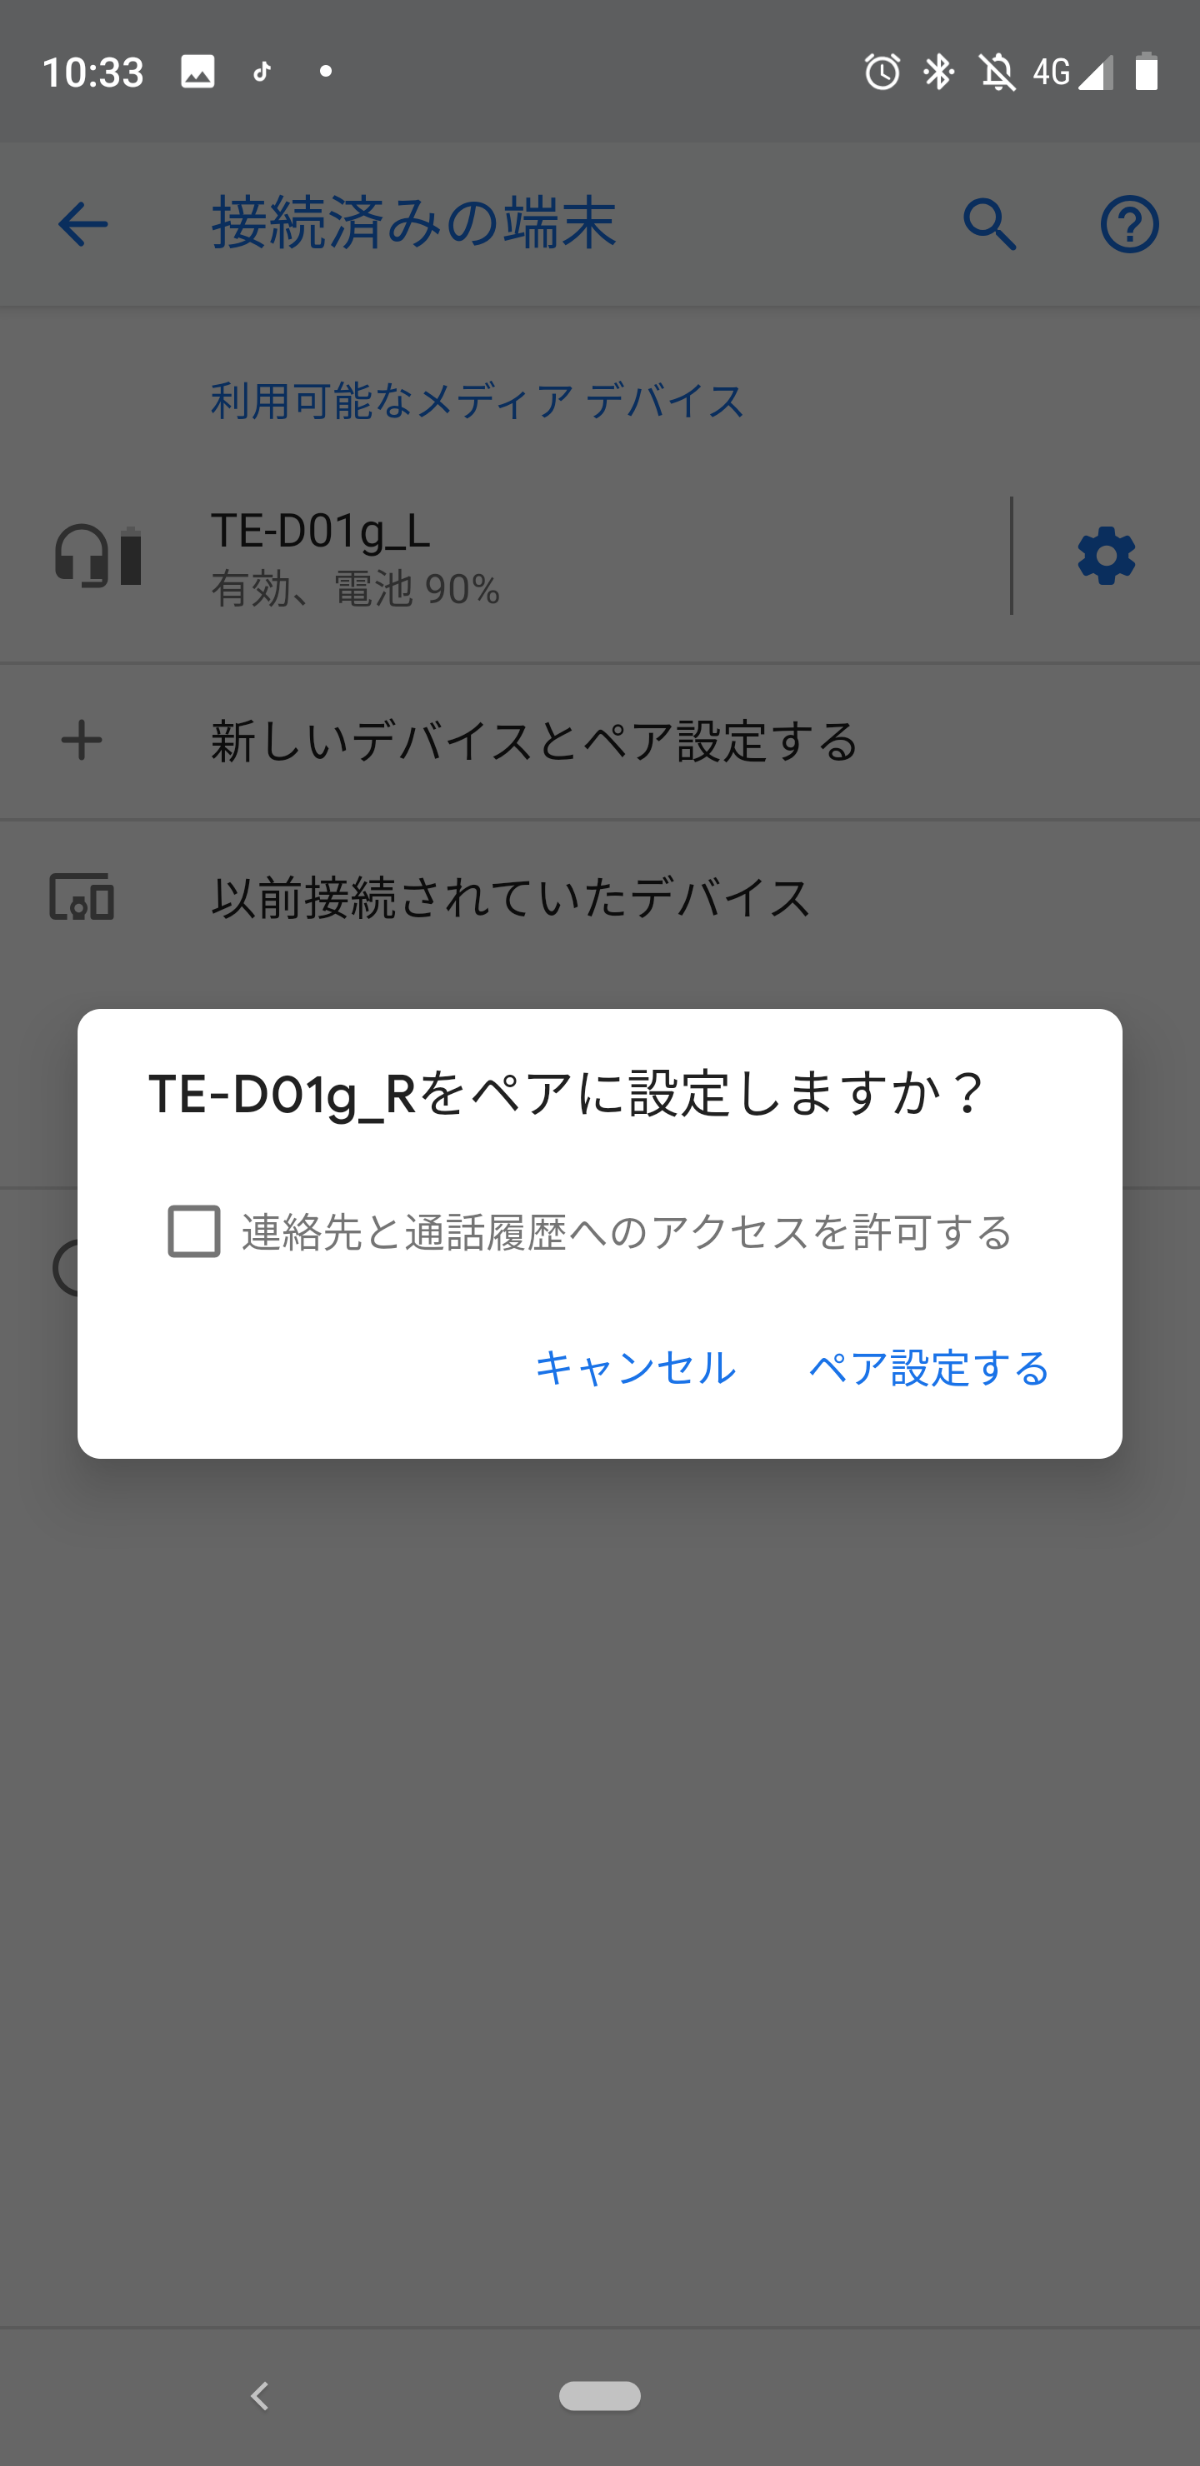 10:33 4G
接続済みの端末
利用可能なメディア デバイス
TE-D01g_L
有効、電池 90%
新しいデバイスとペア設定する
以前接続されていたデバイス
TE-D01g_Rをペアに設定しますか？
連絡先と通話履歴へのアクセスを許可する
キャンセル ペア設定する